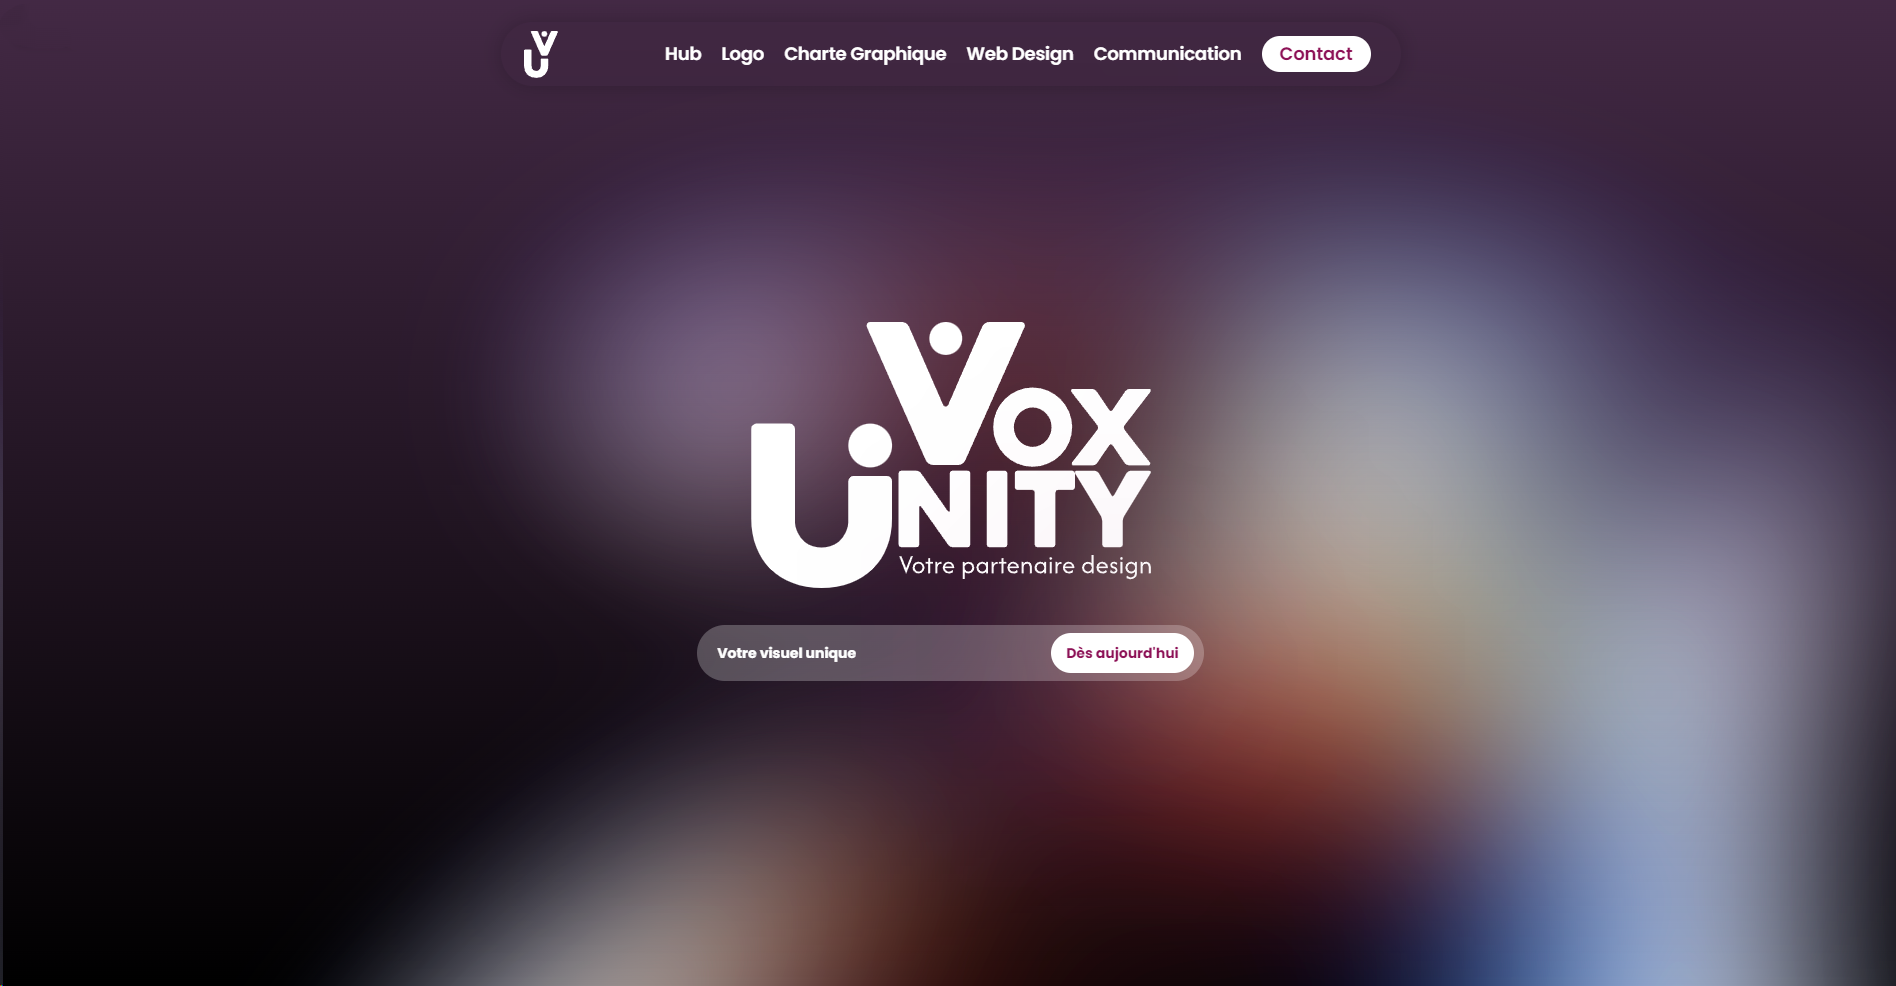 Hub Logo Charte Graphique Web Design Communication Contact
VU
Vox
UNITY
Votre partenaire design
Votre visuel unique Dès aujourd'hui